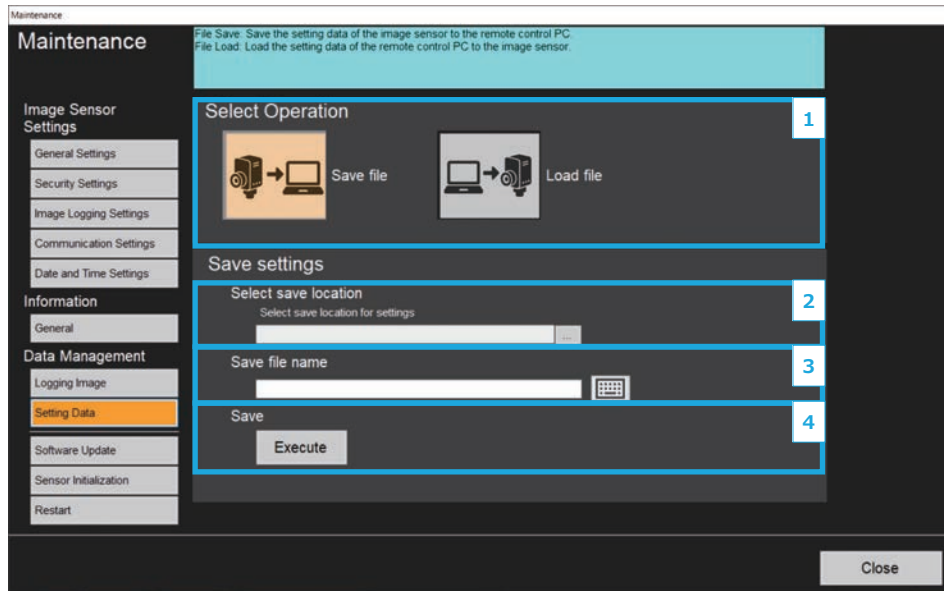 Maintenance
Maintenance
File Save: Save the setting data of the image sensor to the remote control PC.
File Load: Load the setting data of the remote control PC to the image sensor.
Image Sensor
Settings
General Settings
Security Settings
Image Logging Settings
Communication Settings
Date and Time Settings
Information
General
Data Management
Logging Image
Setting Data
Software Update
Sensor Initialization
Restart
Select Operation
1
Save file
Load file
Save settings
Select save location
2
Select save location for settings
...
Save file name
3
Save
4
Execute
Close